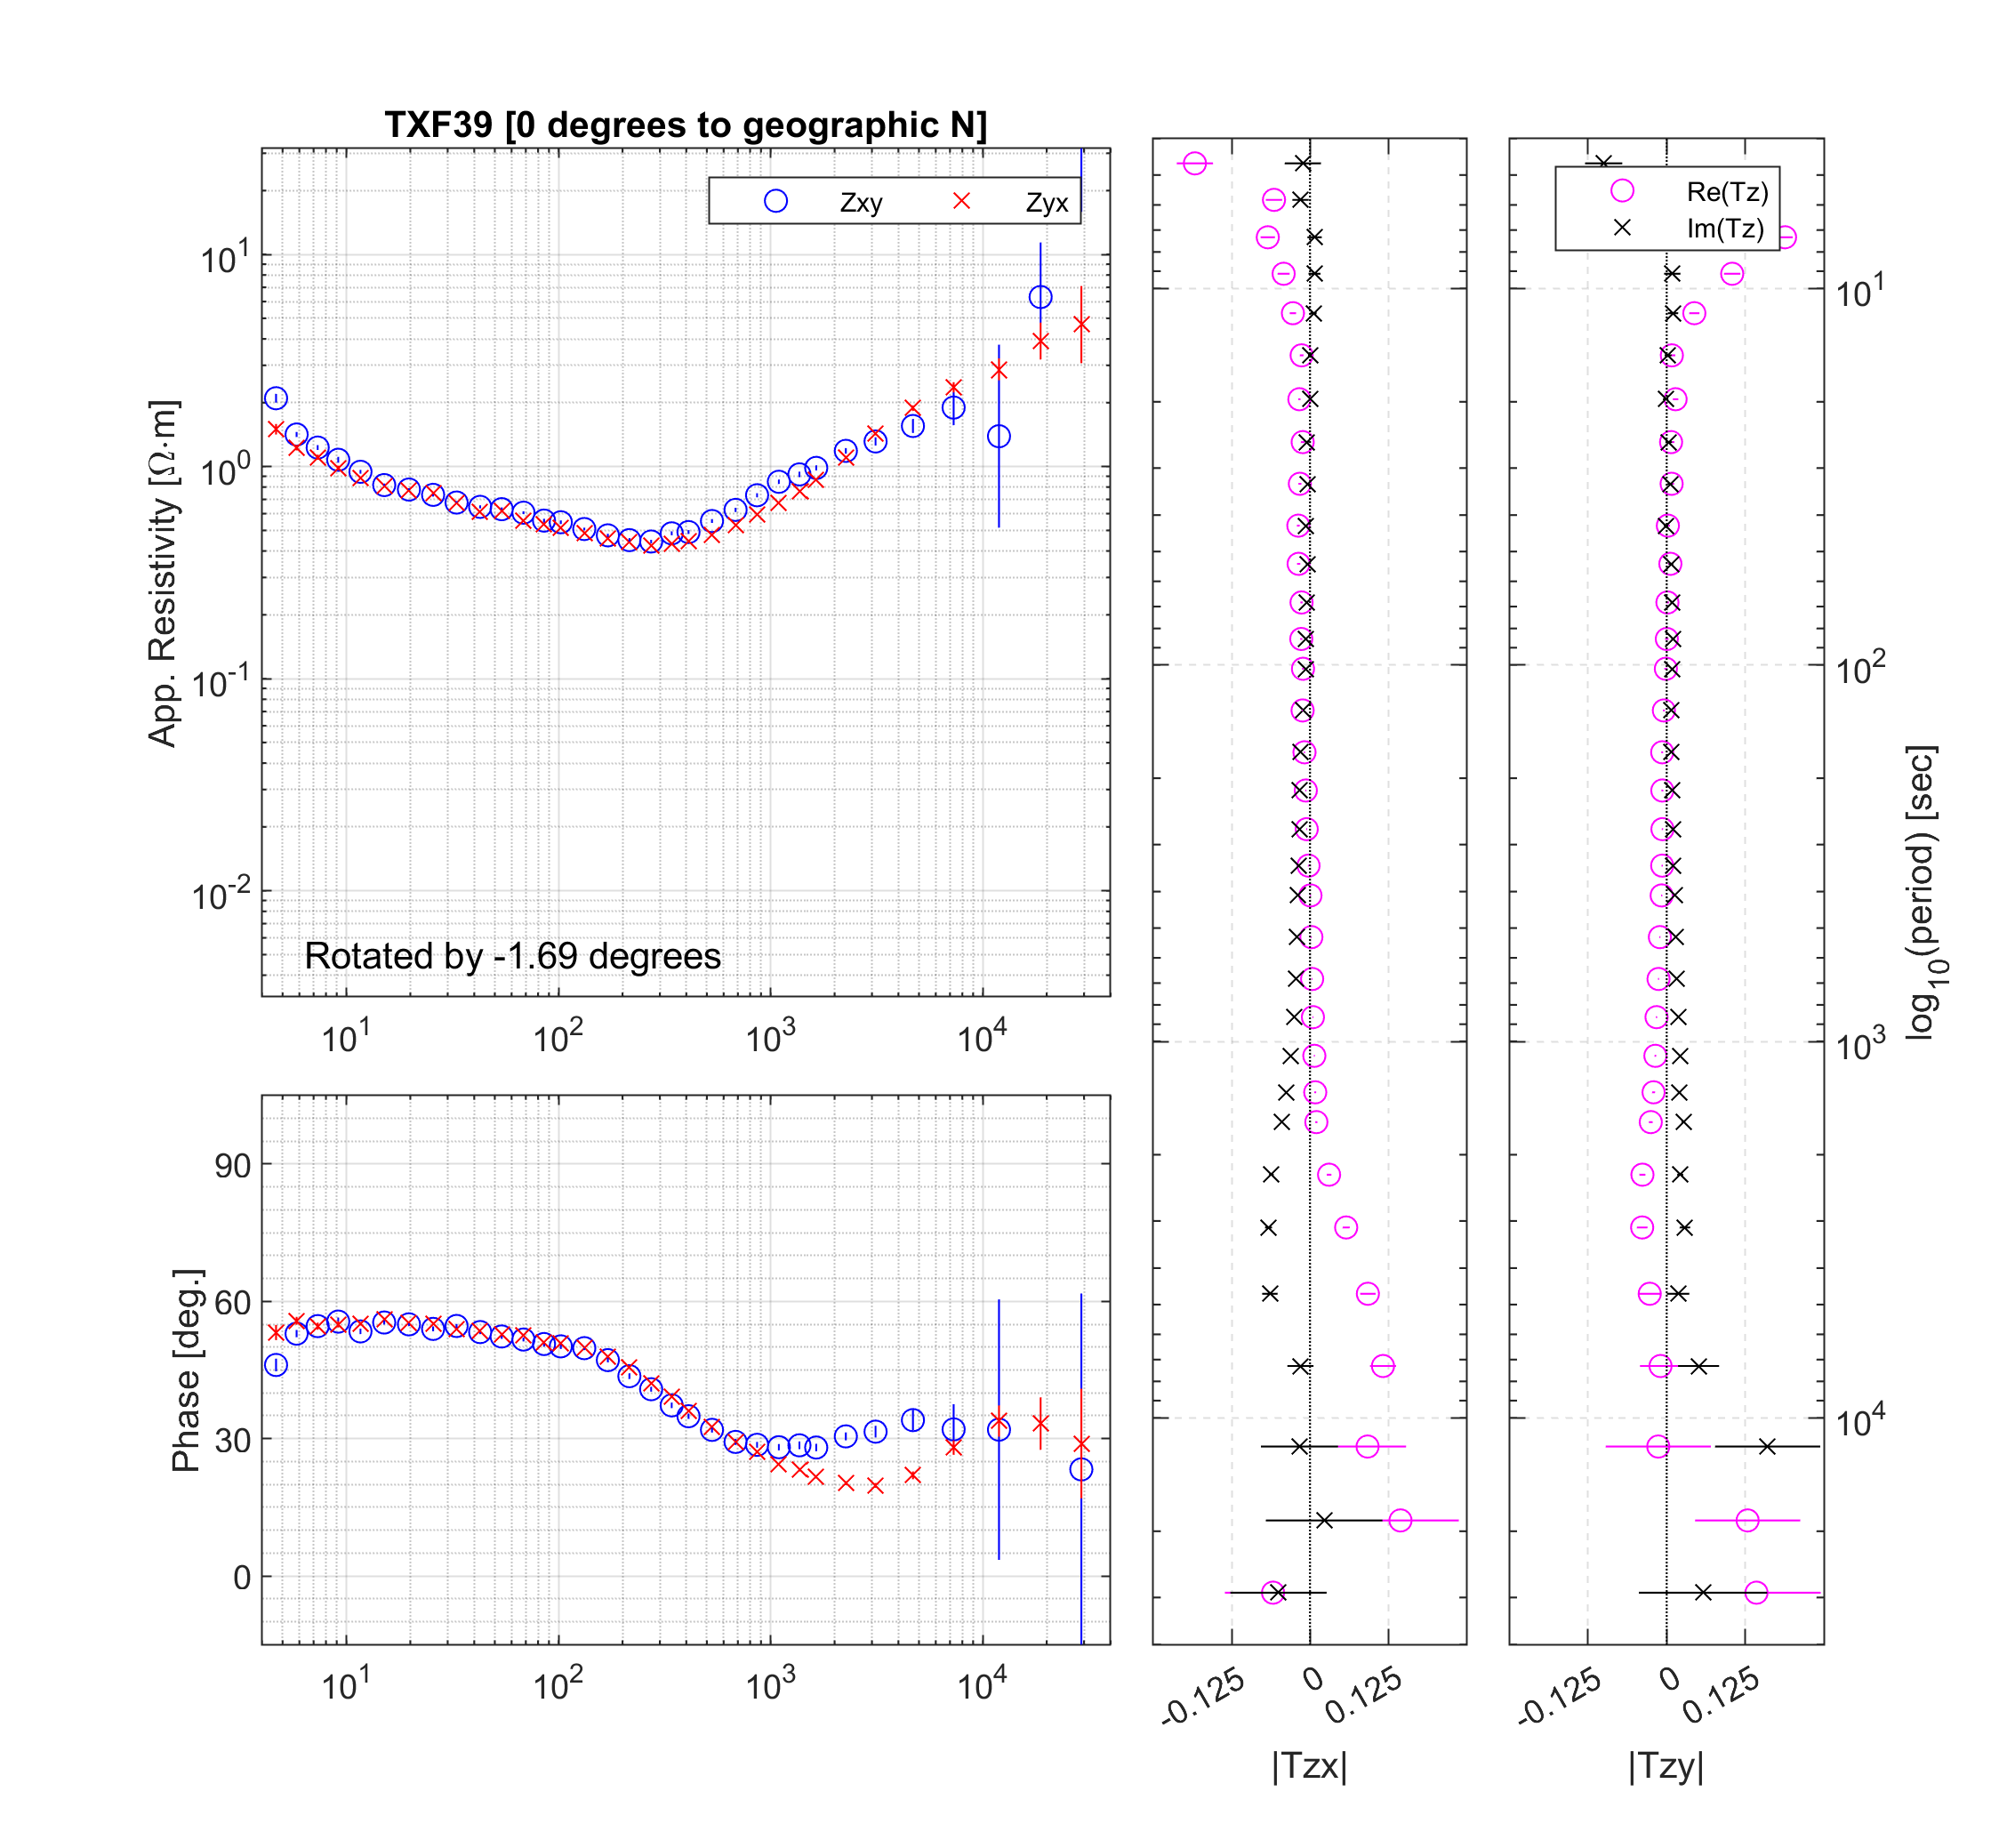 TXF39 [0 degrees to geographic N]
Zxy Zyx
App. Resistivity [Ω·m]
10^1
10^0
10^-1
10^-2
Rotated by -1.69 degrees
10^1 10^2 10^3 10^4
Phase [deg.]
90
60
30
0
10^1 10^2 10^3 10^4
Re(Tz)
Im(Tz)
-0.125 0 0.125
|Tzx|
-0.125 0 0.125
|Tzy|
10^1
10^2
10^3
10^4
log_10(period) [sec]